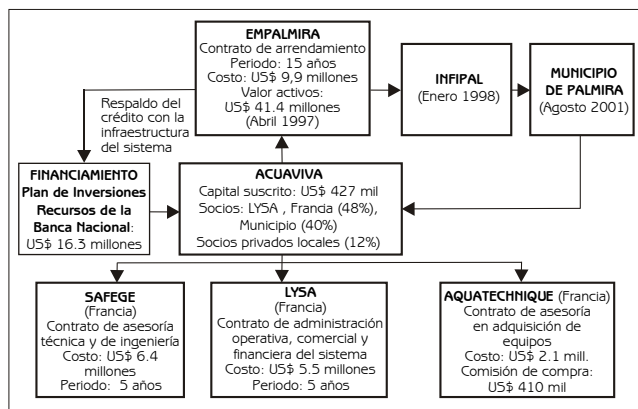 EMPALMIRA
Contrato de arrendamiento
Periodo: 15 años
Costo: US$ 9,9 millones
Valor activos:
US$ 41.4 millones
(Abril 1997)
INFIPAL
(Enero 1998)
MUNICIPIO
DE PALMIRA
(Agosto 2001)
Respaldo del
crédito con la
infraestructura
del sistema
FINANCIAMIENTO
Plan de Inversiones
Recursos de la
Banca Nacional:
US$ 16.3 millones
ACUAVIVA
Capital suscrito: US$ 427 mil
Socios: LYSA , Francia (48%),
Municipio (40%)
Socios privados locales (12%)
SAFEGE
(Francia)
Contrato de asesoría
técnica y de ingeniería
Costo: US$ 6.4
millones
Periodo: 5 años
LYSA
(Francia)
Contrato de administración
operativa, comercial y
financiera del sistema
Costo: US$ 5.5 millones
Periodo: 5 años
AQUATECHNIQUE (Francia)
Contrato de asesoría
en adquisición de
equipos
Costo: US$ 2.1 mill.
Comisión de compra:
US$ 410 mil